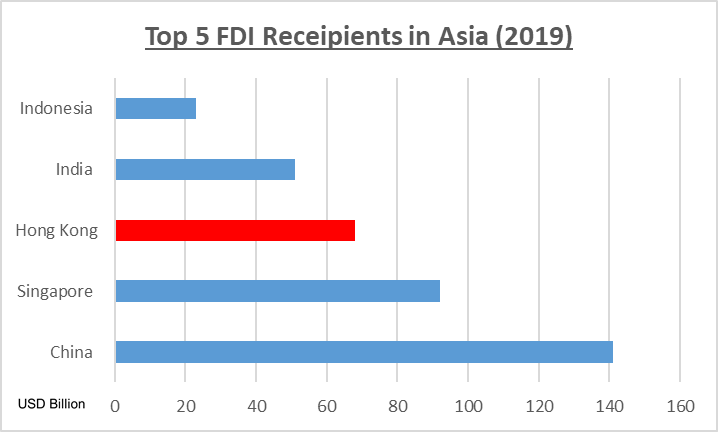 Top 5 FDI Receipients in Asia (2019)
Indonesia
India
Hong Kong
Singapore
China
USD Billion 0 20 40 60 80 100 120 140 160